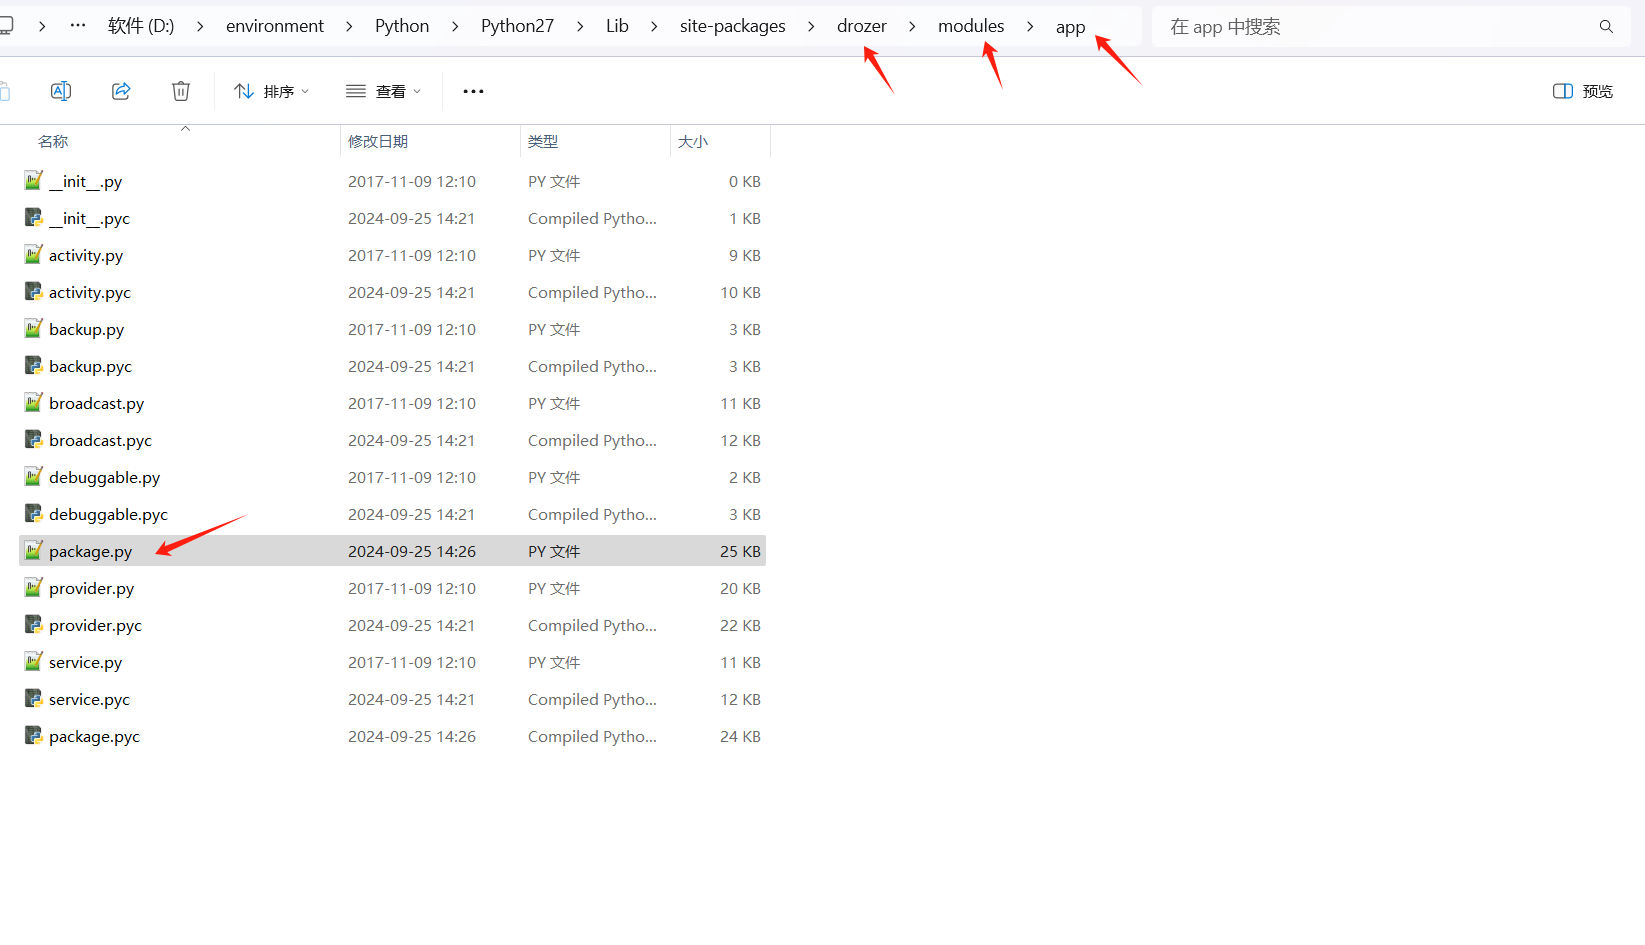 软件 (D:) environment Python Python27 Lib site-packages drozer modules app 在 app 中搜索
排序 查看 预览
名称 修改日期 类型 大小
__init__.py 2017-11-09 12:10 PY 文件 0 KB
__init__.pyc 2024-09-25 14:21 Compiled Pytho... 1 KB
activity.py 2017-11-09 12:10 PY 文件 9 KB
activity.pyc 2024-09-25 14:21 Compiled Pytho... 10 KB
backup.py 2017-11-09 12:10 PY 文件 3 KB
backup.pyc 2024-09-25 14:21 Compiled Pytho... 3 KB
broadcast.py 2017-11-09 12:10 PY 文件 11 KB
broadcast.pyc 2024-09-25 14:21 Compiled Pytho... 12 KB
debuggable.py 2017-11-09 12:10 PY 文件 2 KB
debuggable.pyc 2024-09-25 14:21 Compiled Pytho... 3 KB
package.py 2024-09-25 14:26 PY 文件 25 KB
provider.py 2017-11-09 12:10 PY 文件 20 KB
provider.pyc 2024-09-25 14:21 Compiled Pytho... 22 KB
service.py 2017-11-09 12:10 PY 文件 11 KB
service.pyc 2024-09-25 14:21 Compiled Pytho... 12 KB
package.pyc 2024-09-25 14:26 Compiled Pytho... 24 KB